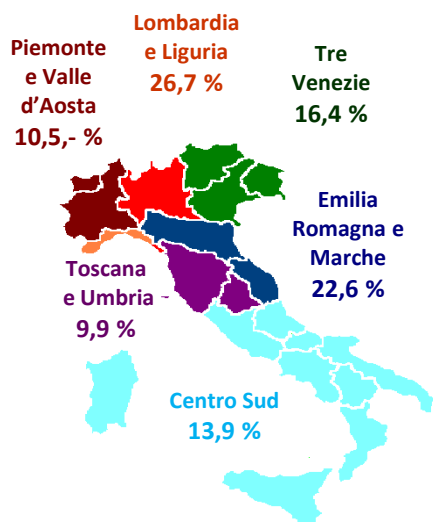 Lombardia
e Liguria
26,7 %
Piemonte
e Valle
d’Aosta
10,5,- %
Tre
Venezie
16,4 %
Emilia
Romagna e
Marche
22,6 %
Toscana
e Umbria-
9,9 %
Centro Sud
13,9 %